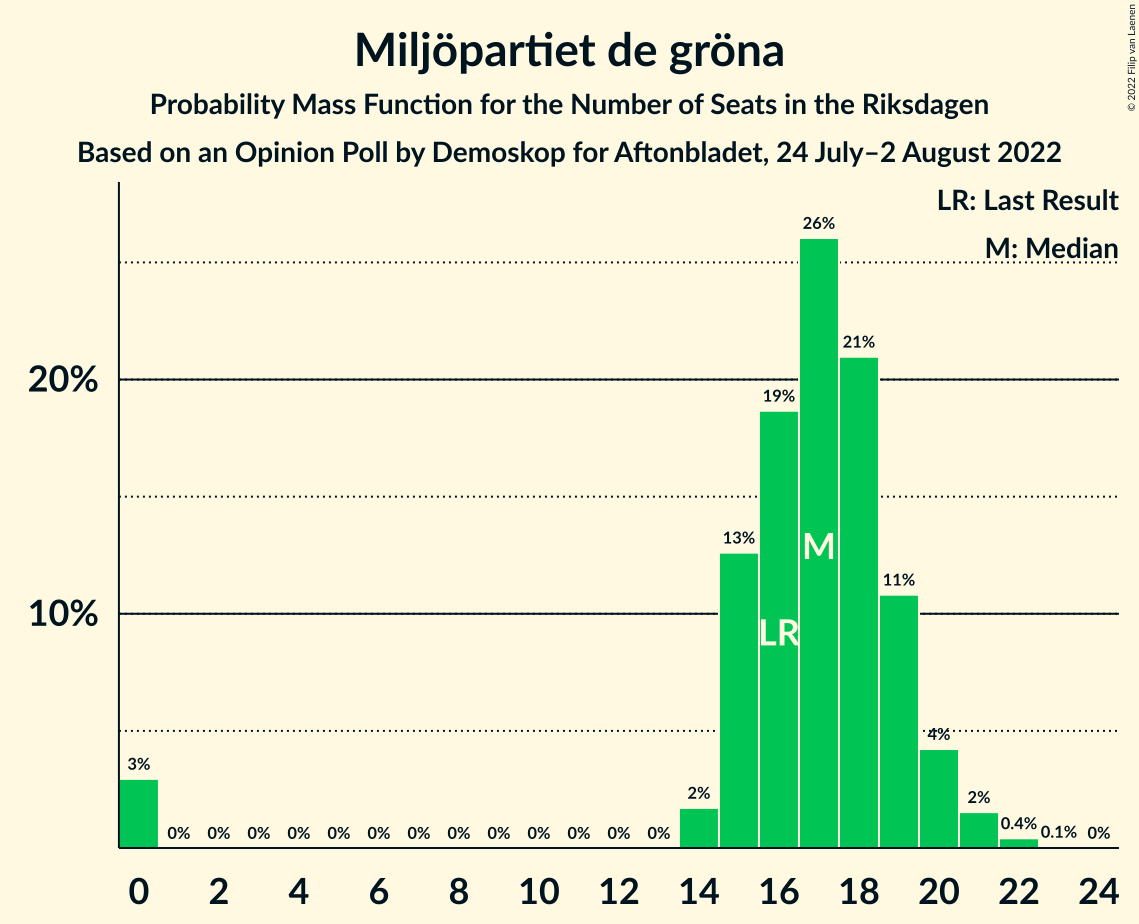 Miljöpartiet de gröna
Probability Mass Function for the Number of Seats in the Riksdagen
Based on an Opinion Poll by Demoskop for Aftonbladet, 24 July–2 August 2022
© 2022 Filip van Laenen
LR: Last Result
M: Median
26%
21%
20%
19%
13%
M
11%
10%
LR
4%
3%
2%
2%
0% 0% 0% 0% 0% 0% 0% 0% 0% 0% 0% 0% 0% 0.4% 0.1% 0%
0 2 4 6 8 10 12 14 16 18 20 22 24